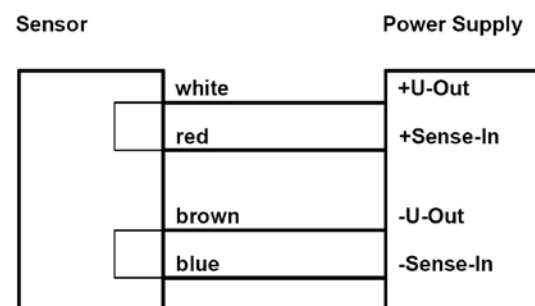 Sensor
Power Supply
white
+U-Out
red
+Sense-In
brown
-U-Out
blue
-Sense-In